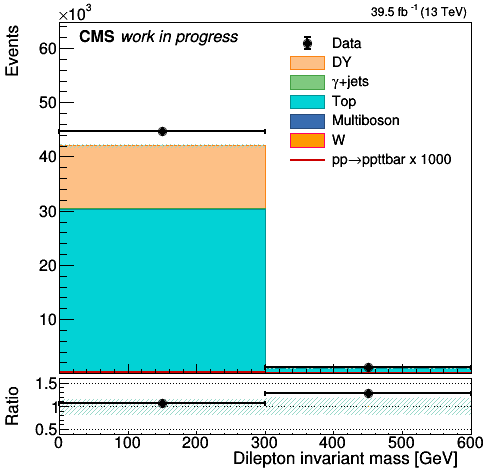 ×10³
39.5 fb⁻¹ (13 TeV)
Events
CMS work in progress
Data
DY
γ+jets
Top
Multiboson
W
pp→ppttbar x 1000
60
50
40
30
20
10
Ratio
1.5
1
0.5
0 100 200 300 400 500 600
Dilepton invariant mass [GeV]